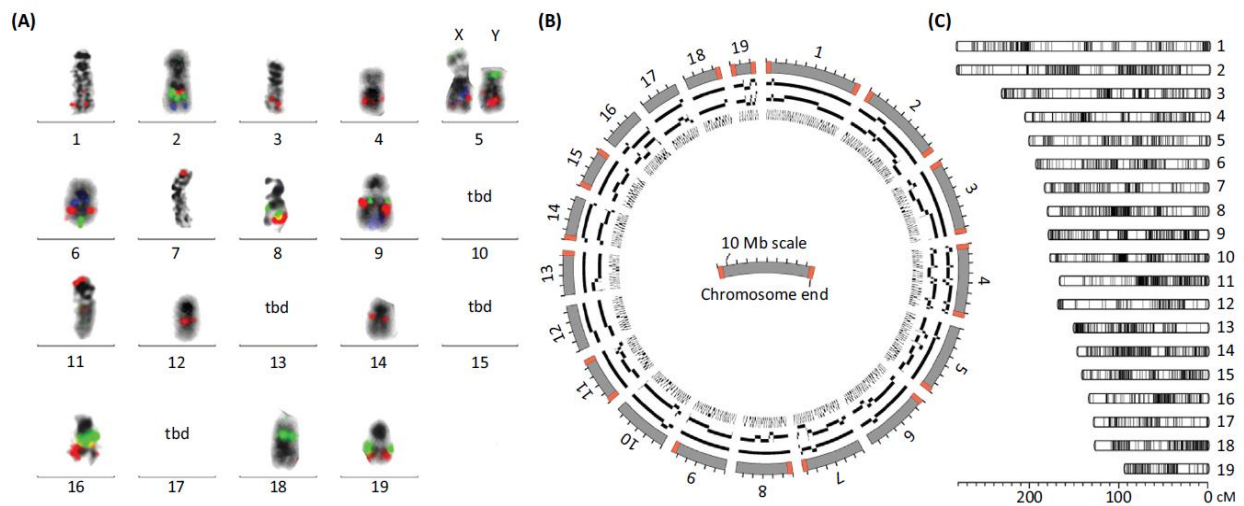 (A)
X Y
1 2 3 4 5
tbd
6 7 8 9 10
tbd tbd
11 12 13 14 15
tbd
16 17 18 19
(B)
1
2
3
4
5
6
7
8
9
10
11
12
13
14
15
16
17
18
19
10 Mb scale
Chromosome end
(C)
1
2
3
4
5
6
7
8
9
10
11
12
13
14
15
16
17
18
19
200 100 0 cM